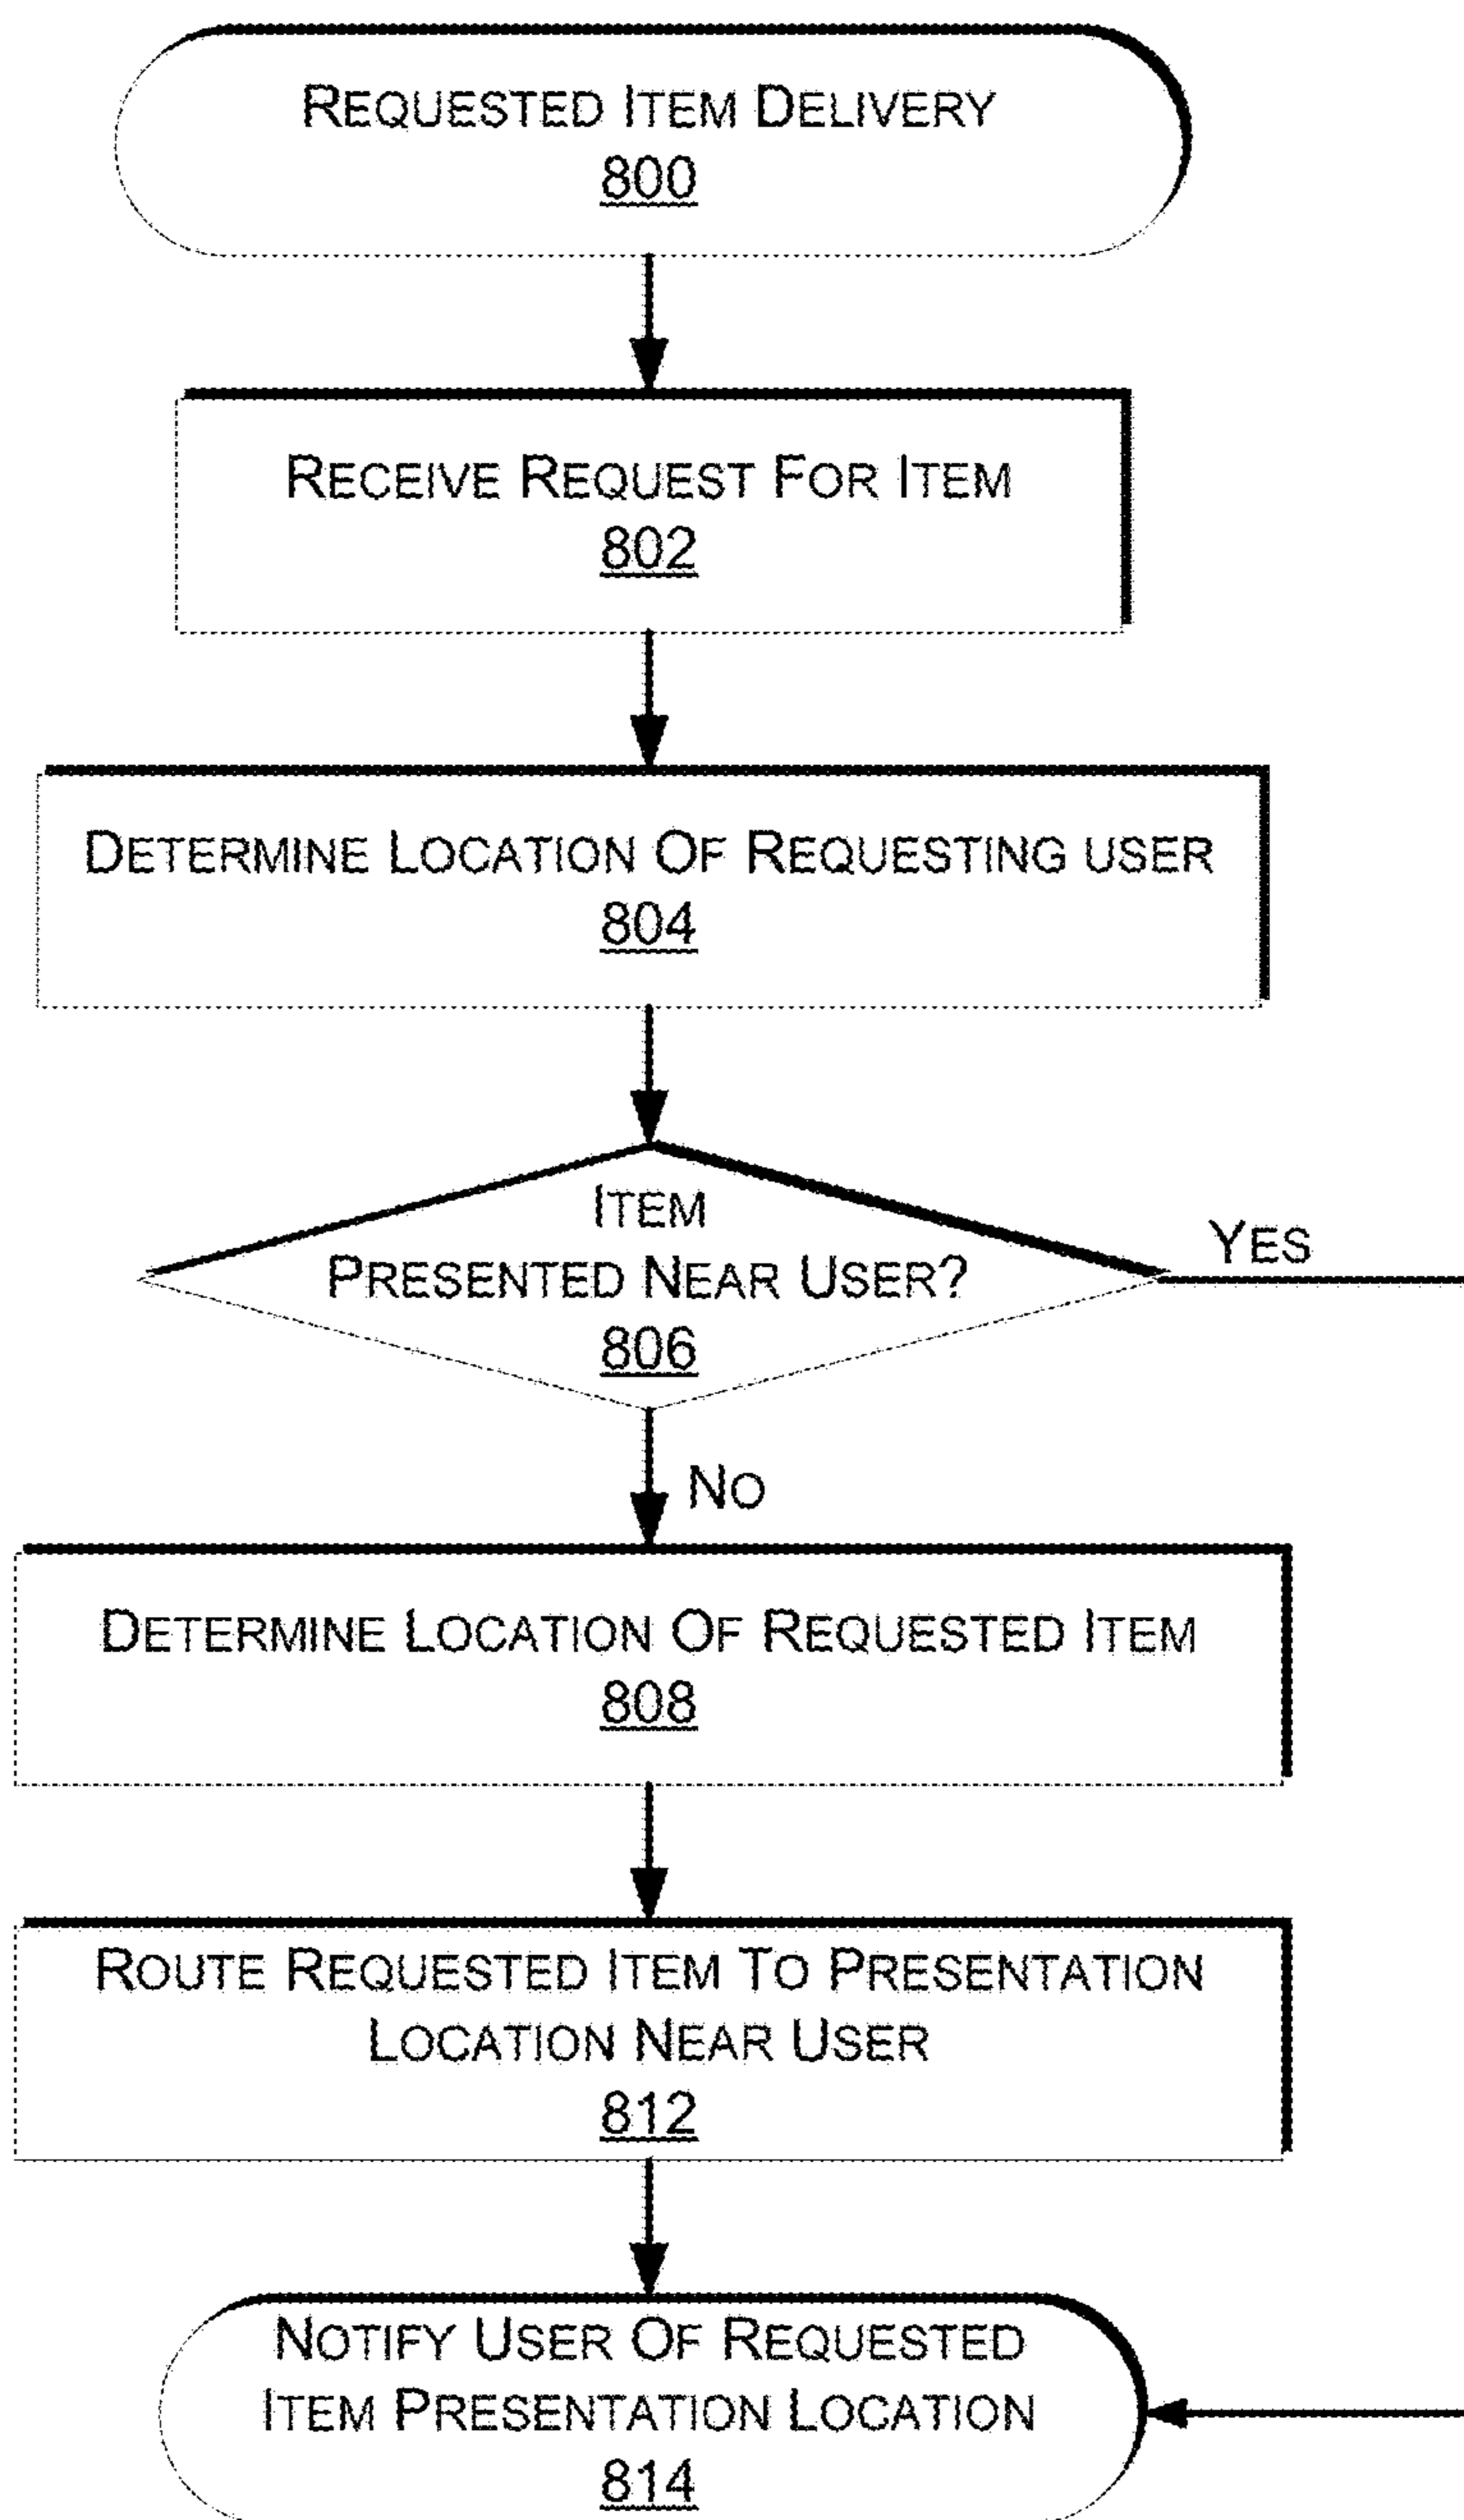 REQUESTED ITEM DELIVERY
800
RECEIVE REQUEST FOR ITEM
802
DETERMINE LOCATION OF REQUESTING USER
804
ITEM
PRESENTED NEAR USER?
806
YES
NO
DETERMINE LOCATION OF REQUESTED ITEM
808
ROUTE REQUESTED ITEM TO PRESENTATION
LOCATION NEAR USER
812
NOTIFY USER OF REQUESTED
ITEM PRESENTATION LOCATION
814